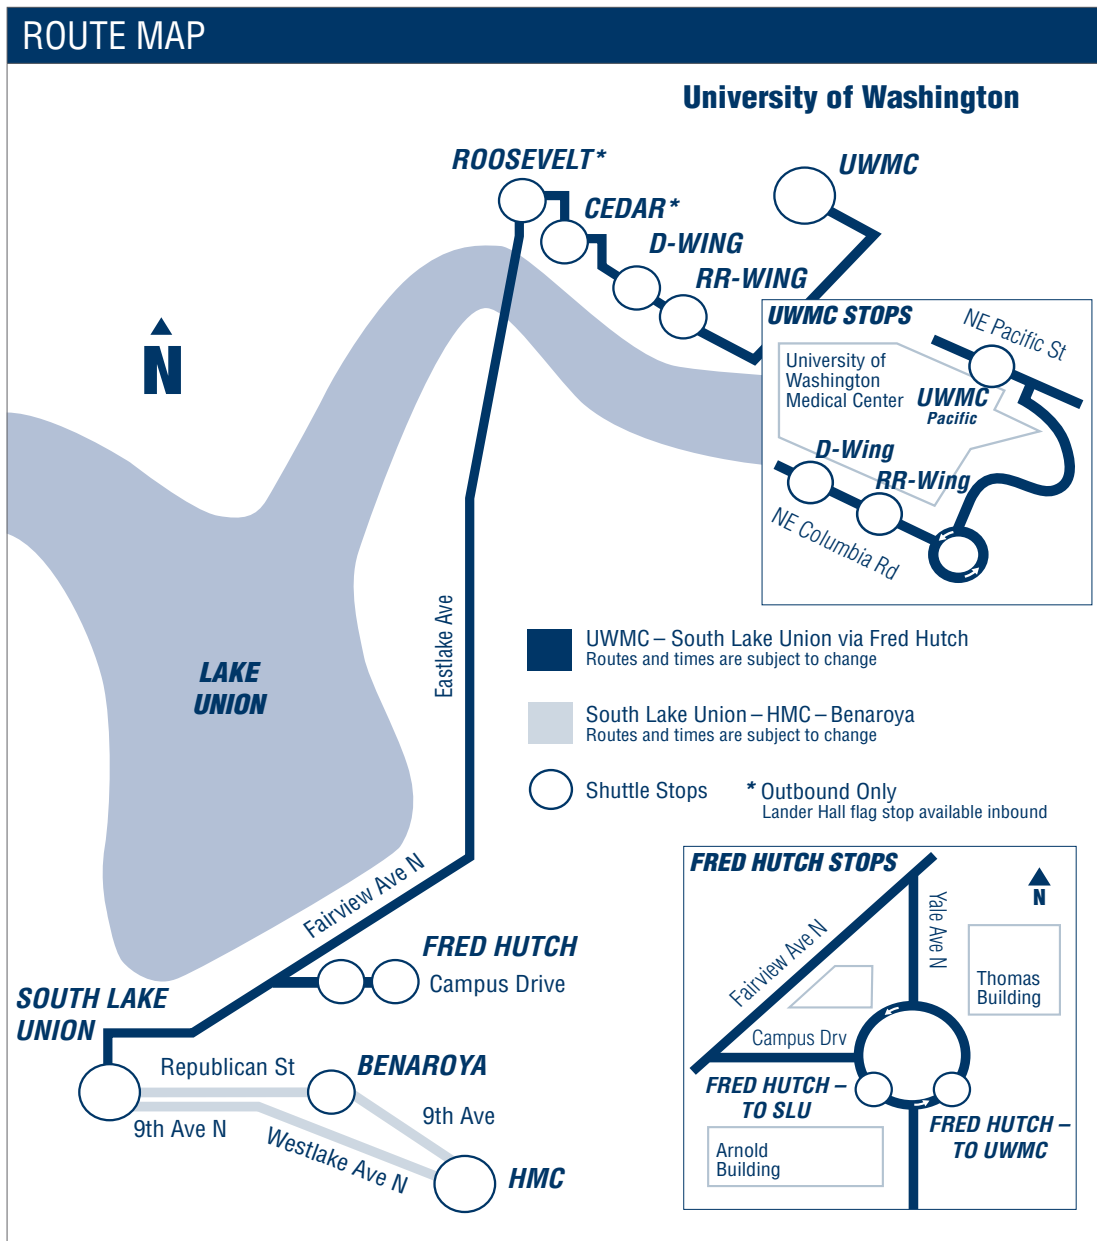 ROUTE MAP
University of Washington
ROOSEVELT*
UWMC
CEDAR*
D-WING
RR-WING
N
UWMC STOPS
NE Pacific St
University of
Washington
Medical Center
UWMC
Pacific
D-Wing
RR-Wing
NE Columbia Rd
Eastlake Ave
LAKE
UNION
UWMC – South Lake Union via Fred Hutch
Routes and times are subject to change
South Lake Union – HMC – Benaroya
Routes and times are subject to change
Shuttle Stops
* Outbound Only
Lander Hall flag stop available inbound
Fairview Ave N
FRED HUTCH
Campus Drive
SOUTH LAKE
UNION
Republican St
BENAROYA
9th Ave N
9th Ave
Westlake Ave N
HMC
FRED HUTCH STOPS
N
Yale Ave N
Fairview Ave N
Thomas
Building
Campus Drv
FRED HUTCH –
TO SLU
FRED HUTCH –
TO UWMC
Arnold
Building